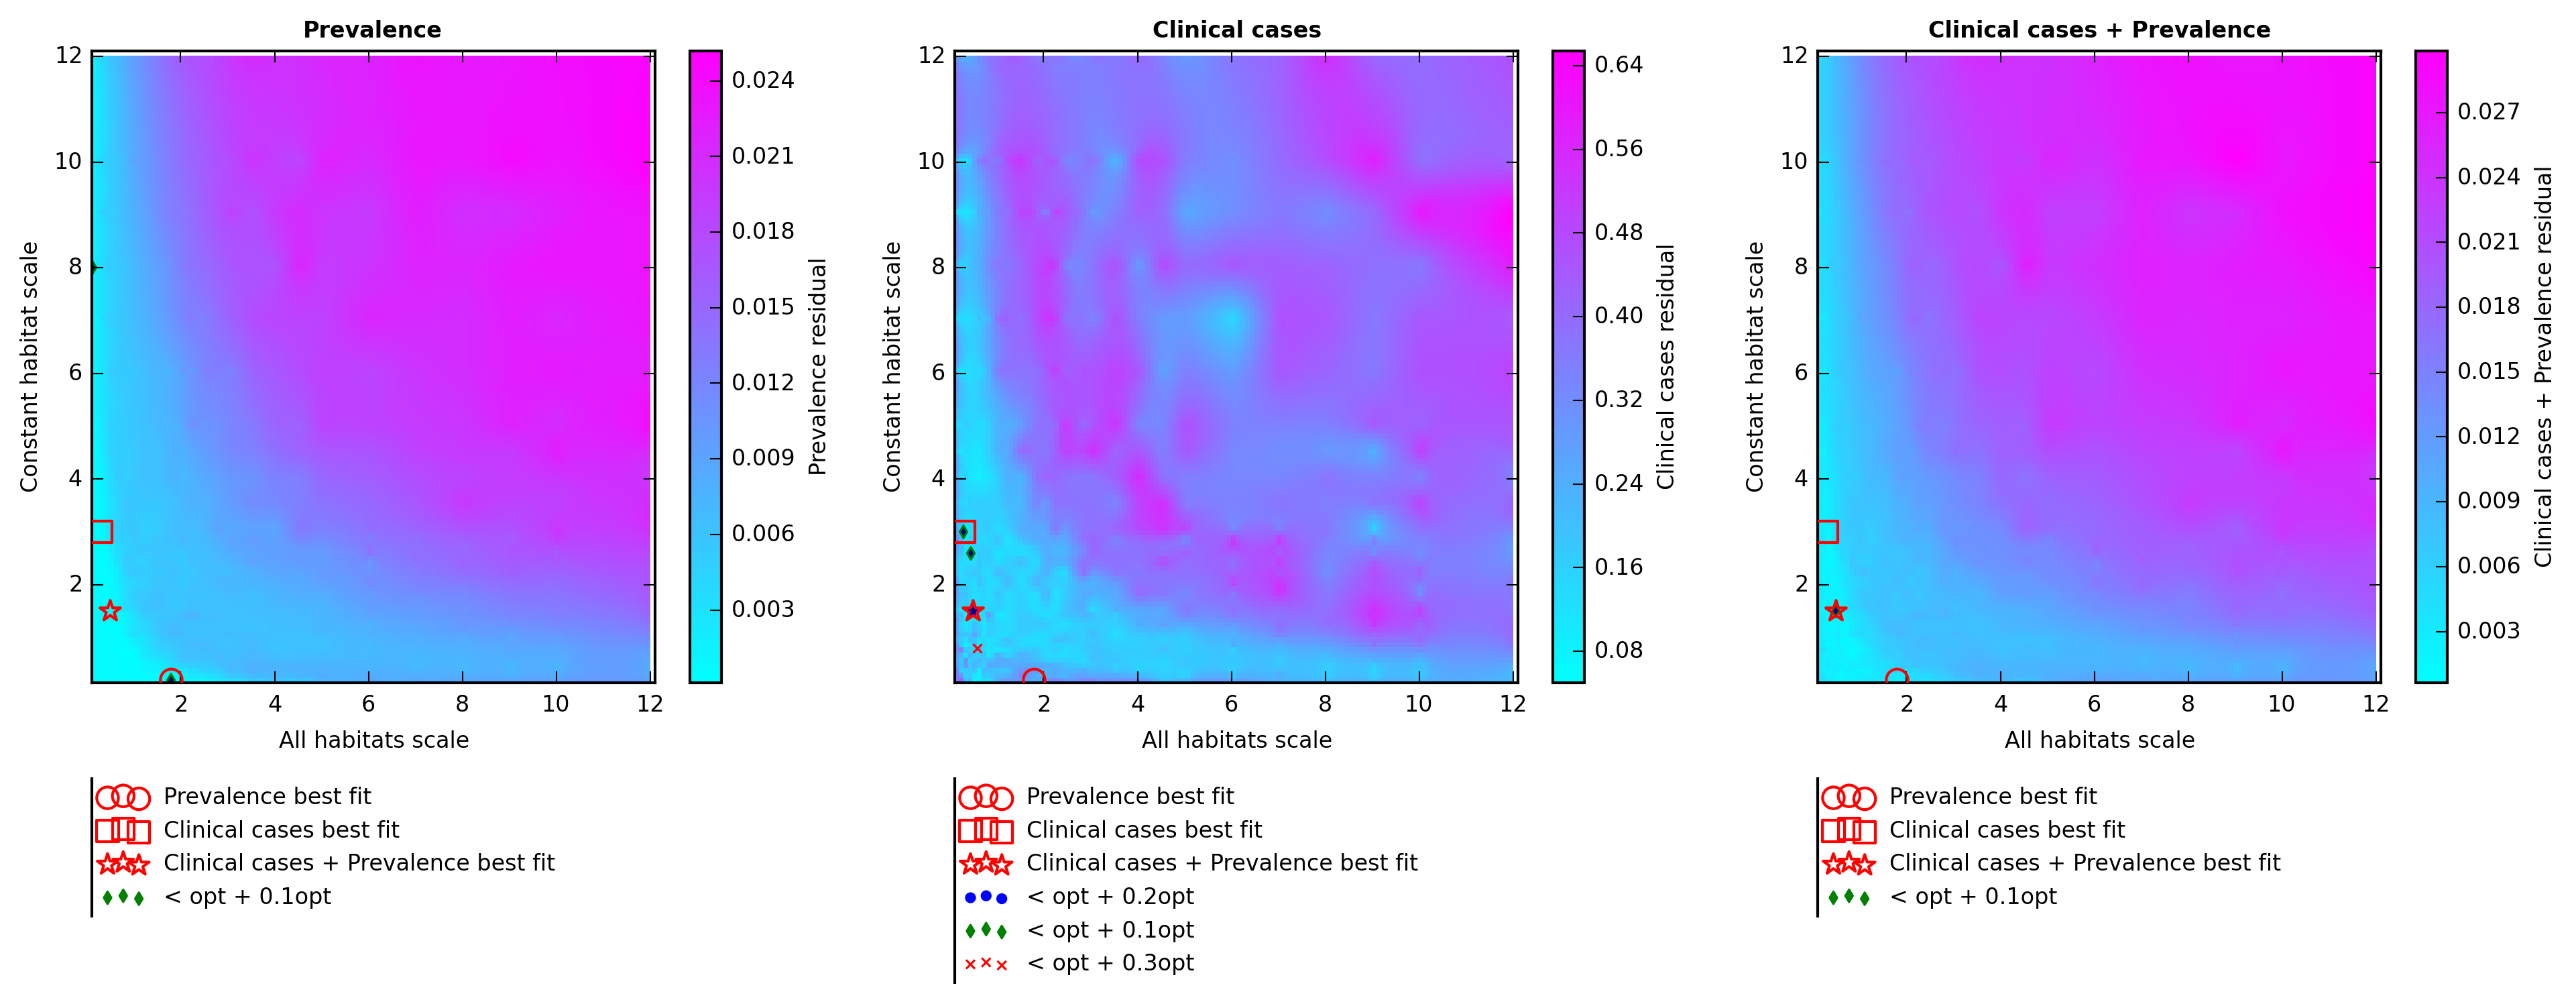 Prevalence
Clinical cases
Clinical cases + Prevalence
12
10
8
6
4
2
Constant habitat scale
2 4 6 8 10 12
All habitats scale
0.024
0.021
0.018
0.015
0.012
0.009
0.006
0.003
Prevalence residual
12
10
8
6
4
2
Constant habitat scale
2 4 6 8 10 12
All habitats scale
0.64
0.56
0.48
0.40
0.32
0.24
0.16
0.08
Clinical cases residual
12
10
8
6
4
2
Constant habitat scale
2 4 6 8 10 12
All habitats scale
0.027
0.024
0.021
0.018
0.015
0.012
0.009
0.006
0.003
Clinical cases + Prevalence residual
Prevalence best fit
Clinical cases best fit
Clinical cases + Prevalence best fit
< opt + 0.1opt
Prevalence best fit
Clinical cases best fit
Clinical cases + Prevalence best fit
< opt + 0.2opt
< opt + 0.1opt
< opt + 0.3opt
Prevalence best fit
Clinical cases best fit
Clinical cases + Prevalence best fit
< opt + 0.1opt